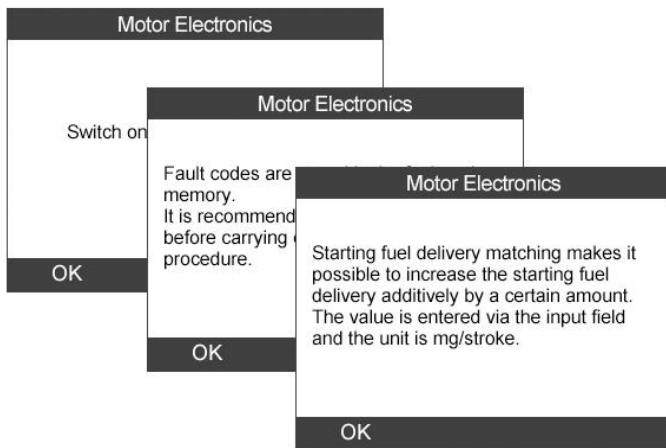 Motor Electronics
Switch on
OK
Motor Electronics
Fault codes are
memory.
It is recommend
before carrying
procedure.
OK
Motor Electronics
Starting fuel delivery matching makes it
possible to increase the starting fuel
delivery additively by a certain amount.
The value is entered via the input field
and the unit is mg/stroke.
OK